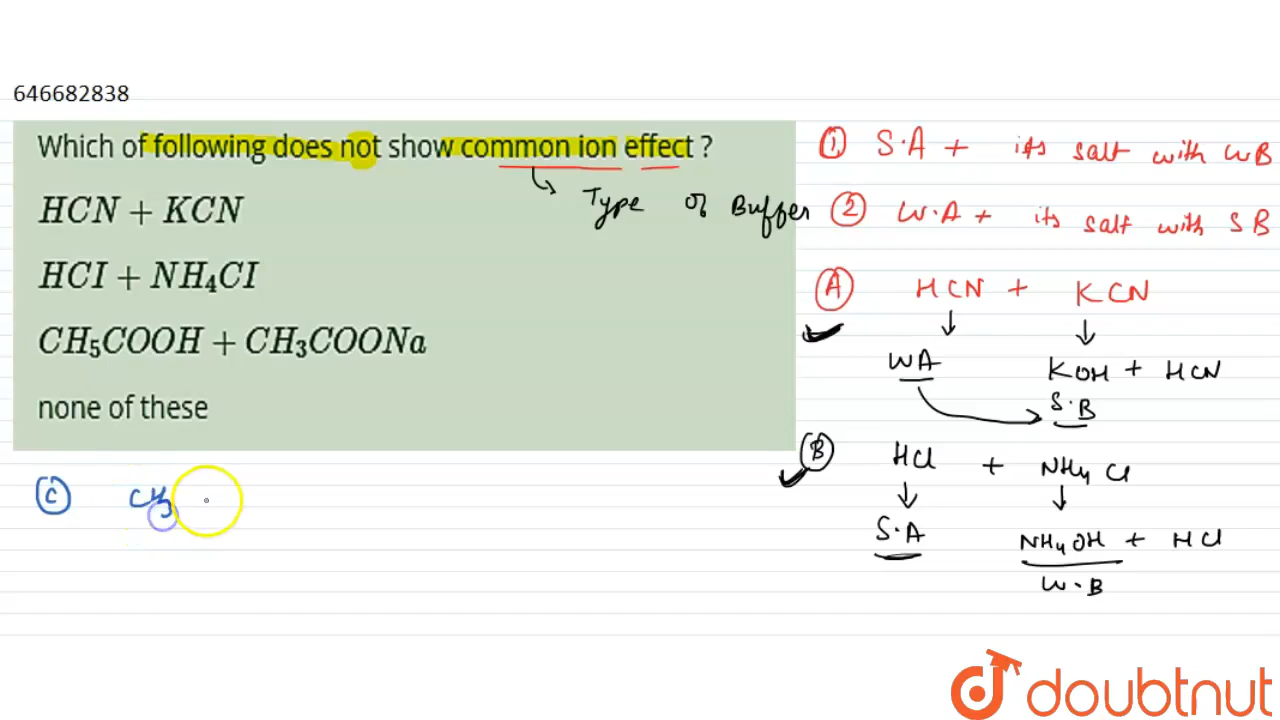 646682838
Which of following does not show common ion effect ?
HCN + KCN
HCI + NH₄CI
CH₅COOH + CH₃COONa
none of these
Type of Buffer
① S.A + its salt with WB
② W.A + its salt with SB
Ⓐ HCN + KCN
WA KOH + HCN
S.B
Ⓑ HCl + NH₄Cl
S.A NH₄OH + HCl
W.B
Ⓒ CH₃
doubtnut